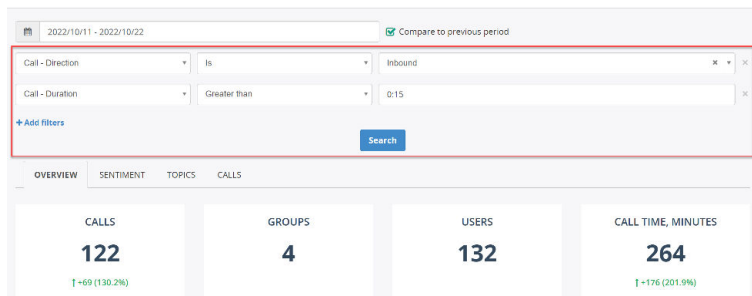 2022/10/11 - 2022/10/22 Compare to previous period
Call - Direction Is Inbound
Call - Duration Greater than 0:15
+ Add filters
Search
OVERVIEW SENTIMENT TOPICS CALLS
CALLS GROUPS USERS CALL TIME, MINUTES
122 4 132 264
↑ +69 (130.2%) ↑ +176 (201.9%)